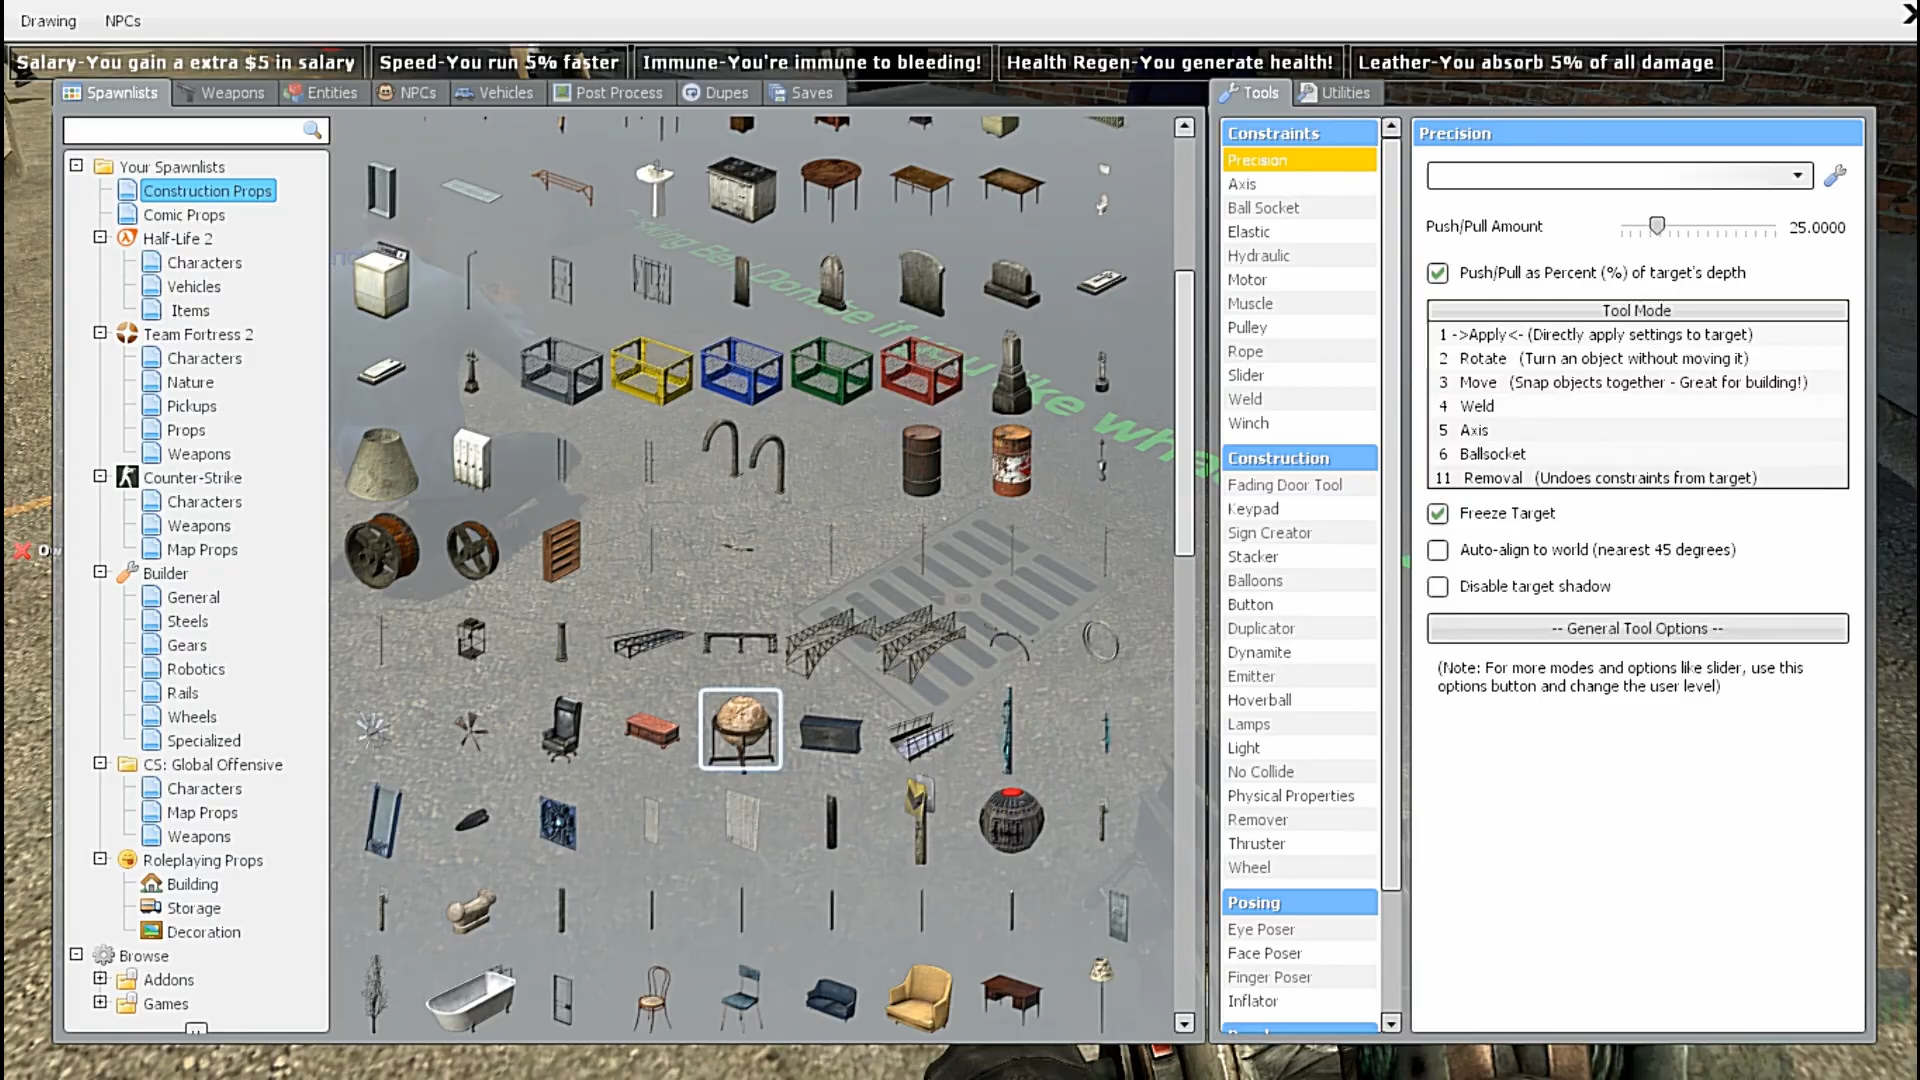 Drawing NPCs
Salary-You gain a extra $5 in salary Speed-You run 5% faster Immune-You're immune to bleeding! Health Regen-You generate health! Leather-You absorb 5% of all damage
Spawnlists Weapons Entities NPCs Vehicles Post Process Dupes Saves
Tools Utilities
Your Spawnlists
Construction Props
Comic Props
Half-Life 2
Characters
Vehicles
Items
Team Fortress 2
Characters
Nature
Pickups
Props
Weapons
Counter-Strike
Characters
Weapons
Map Props
Builder
General
Steels
Gears
Robotics
Rails
Wheels
Specialized
CS: Global Offensive
Characters
Map Props
Weapons
Roleplaying Props
Building
Storage
Decoration
Browse
Addons
Games
Donate if you like
Constraints
Precision
Axis
Ball Socket
Elastic
Hydraulic
Motor
Muscle
Pulley
Rope
Slider
Weld
Winch
Construction
Fading Door Tool
Keypad
Sign Creator
Stacker
Balloons
Button
Duplicator
Dynamite
Emitter
Hoverball
Lamps
Light
No Collide
Physical Properties
Remover
Thruster
Wheel
Posing
Eye Poser
Face Poser
Finger Poser
Inflator
Precision
Push/Pull Amount 25.0000
Push/Pull as Percent (%) of target's depth
Tool Mode
1 ->Apply<- (Directly apply settings to target)
2 Rotate (Turn an object without moving it)
3 Move (Snap objects together - Great for building!)
4 Weld
5 Axis
6 Ballsocket
11 Removal (Undoes constraints from target)
Freeze Target
Auto-align to world (nearest 45 degrees)
Disable target shadow
-- General Tool Options --
(Note: For more modes and options like slider, use this
options button and change the user level)